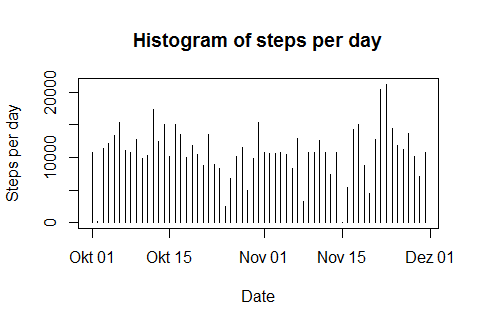 Histogram of steps per day
Steps per day
20000
10000
0
Okt 01 Okt 15 Nov 01 Nov 15 Dez 01
Date